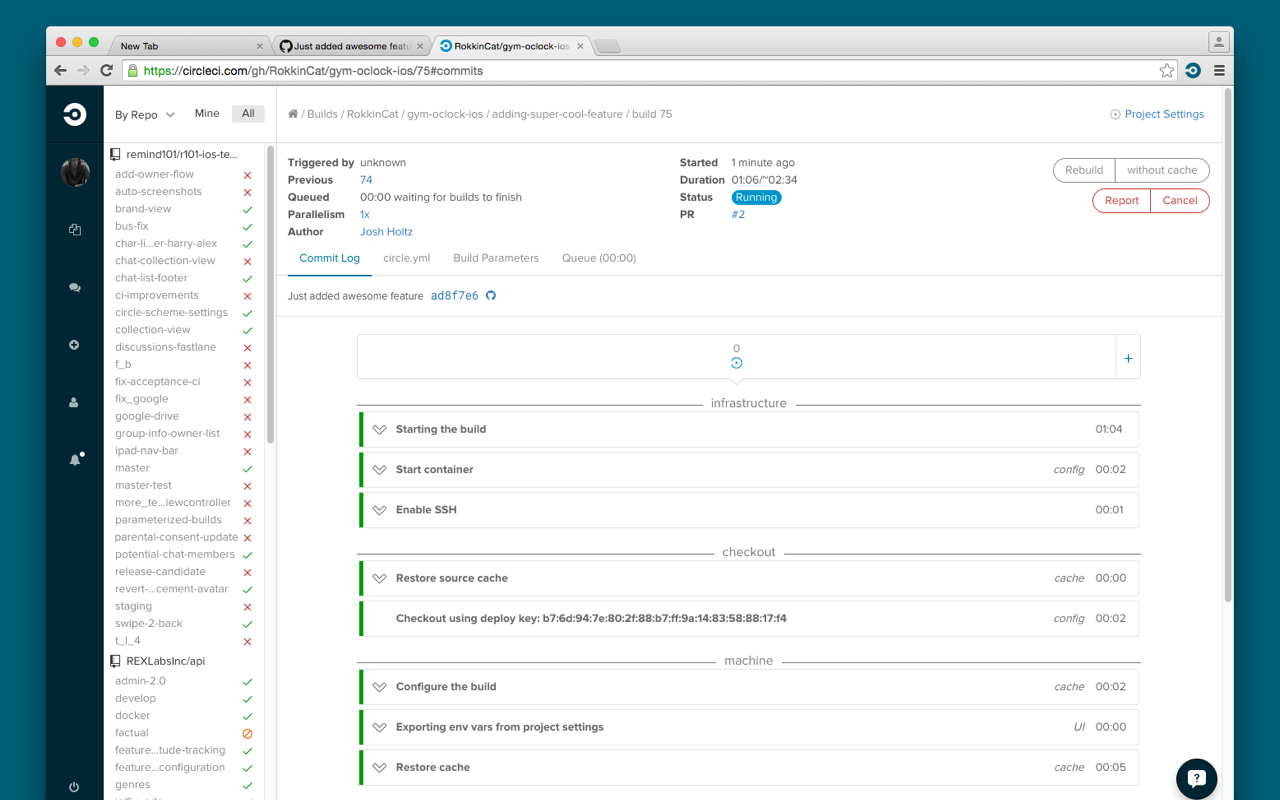 New Tab
Just added awesome featu
RokkinCat/gym-oclock-ios
https://circleci.com/gh/RokkinCat/gym-oclock-ios/75#commits
By Repo Mine All
/ Builds / RokkinCat / gym-oclock-ios / adding-super-cool-feature / build 75
Project Settings
remind101/r101-ios-te...
add-owner-flow
auto-screenshots
brand-view
bus-fix
char-li...er-harry-alex
chat-collection-view
chat-list-footer
ci-improvements
circle-scheme-settings
collection-view
discussions-fastlane
f_b
fix-acceptance-ci
fix_google
google-drive
group-info-owner-list
ipad-nav-bar
master
master-test
more_te...iewcontroller
parameterized-builds
parental-consent-update
potential-chat-members
release-candidate
revert-...cement-avatar
staging
swipe-2-back
t_l_4
REXLabsInc/api
admin-2.0
develop
docker
factual
feature...tude-tracking
feature...configuration
genres
Triggered by unknown
Previous 74
Queued 00:00 waiting for builds to finish
Parallelism 1x
Author Josh Holtz
Started 1 minute ago
Duration 01:06/~02:34
Status Running
PR #2
Rebuild without cache
Report Cancel
Commit Log circle.yml Build Parameters Queue (00:00)
Just added awesome feature ad8f7e6
0
+
infrastructure
Starting the build 01:04
Start container config 00:02
Enable SSH 00:01
checkout
Restore source cache cache 00:00
Checkout using deploy key: b7:6d:94:7e:80:2f:88:b7:ff:9a:14:83:58:88:17:f4 config 00:02
machine
Configure the build cache 00:02
Exporting env vars from project settings UI 00:00
Restore cache cache 00:05